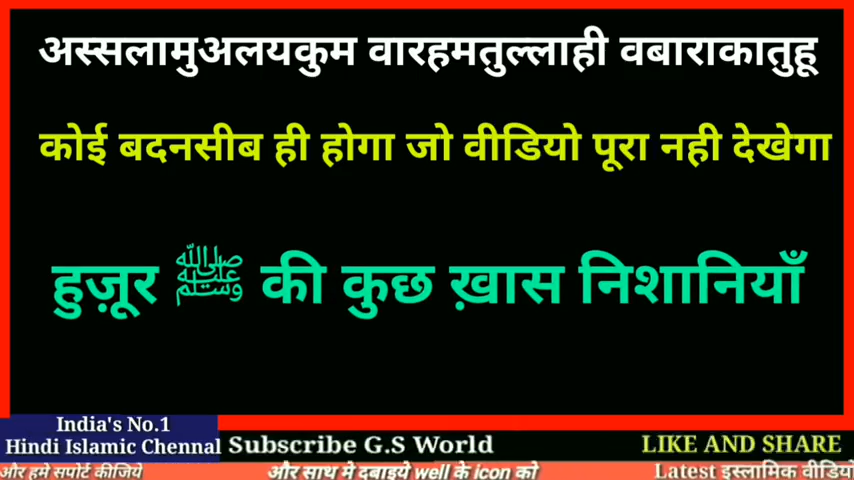 अस्सलामुअलयकुम वारहमतुल्लाही वबाराकातुहू
कोई बदनसीब ही होगा जो वीडियो पूरा नही देखेगा
हुज़ूर ﷺ की कुछ ख़ास निशानियाँ
India's No.1
Hindi Islamic Chennal
Subscribe G.S World
LIKE AND SHARE
और हमे सपोर्ट कीजिये
और साथ मे दबाइये well के icon को
Latest इस्लामिक वीडियो